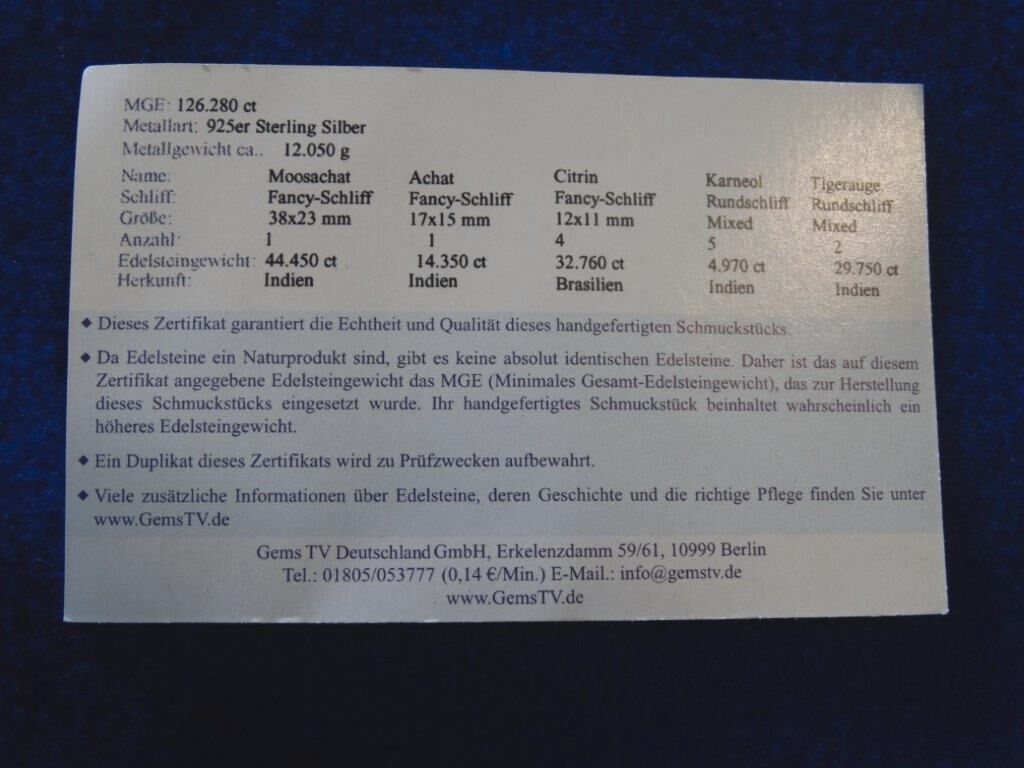 MGE: 126.280 ct
Metallart: 925er Sterling Silber
Metallgewicht ca.: 12.050 g
Name: Moosachat Achat Citrin Karneol Tigerauge
Schliff: Fancy-Schliff Fancy-Schliff Fancy-Schliff Rundschliff Rundschliff
Größe: 38x23 mm 17x15 mm 12x11 mm Mixed Mixed
Anzahl: 1 1 4 5 2
Edelsteingewicht: 44.450 ct 14.350 ct 32.760 ct 4.970 ct 29.750 ct
Herkunft: Indien Indien Brasilien Indien Indien
◆ Dieses Zertifikat garantiert die Echtheit und Qualität dieses handgefertigten Schmuckstücks.
◆ Da Edelsteine ein Naturprodukt sind, gibt es keine absolut identischen Edelsteine. Daher ist das auf diesem
Zertifikat angegebene Edelsteingewicht das MGE (Minimales Gesamt-Edelsteingewicht), das zur Herstellung
dieses Schmuckstücks eingesetzt wurde. Ihr handgefertigtes Schmuckstück beinhaltet wahrscheinlich ein
höheres Edelsteingewicht.
◆ Ein Duplikat dieses Zertifikats wird zu Prüfzwecken aufbewahrt.
◆ Viele zusätzliche Informationen über Edelsteine, deren Geschichte und die richtige Pflege finden Sie unter
www.GemsTV.de
Gems TV Deutschland GmbH, Erkelenzdamm 59/61, 10999 Berlin
Tel.: 01805/053777 (0,14 €/Min.) E-Mail.: info@gemstv.de
www.GemsTV.de